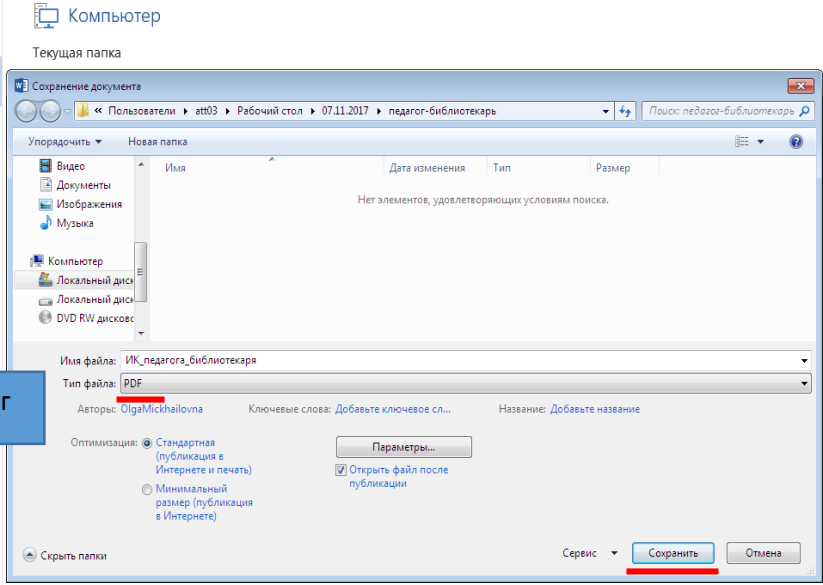 Компьютер
Текущая папка
Сохранение документа
« Пользователи ▸ att03 ▸ Рабочий стол ▸ 07.11.2017 ▸ педагог-библиотекарь
Поиск: педагог-библиотекарь
Упорядочить Новая папка
Имя Дата изменения Тип Размер
Нет элементов, удовлетворяющих условиям поиска.
Видео
Документы
Изображения
Музыка
Компьютер
Локальный диск
Локальный диск
DVD RW дисковс
Имя файла: ИК_педагога_библиотекаря
Тип файла: PDF
г
Авторы: OlgaMickhailovna Ключевые слова: Добавьте ключевое сл... Название: Добавьте название
Оптимизация: Стандартная
(публикация в
Интернете и печать)
Минимальный
размер (публикация
в Интернете)
Параметры...
Открыть файл после
публикации
Скрыть папки Сервис Сохранить Отмена